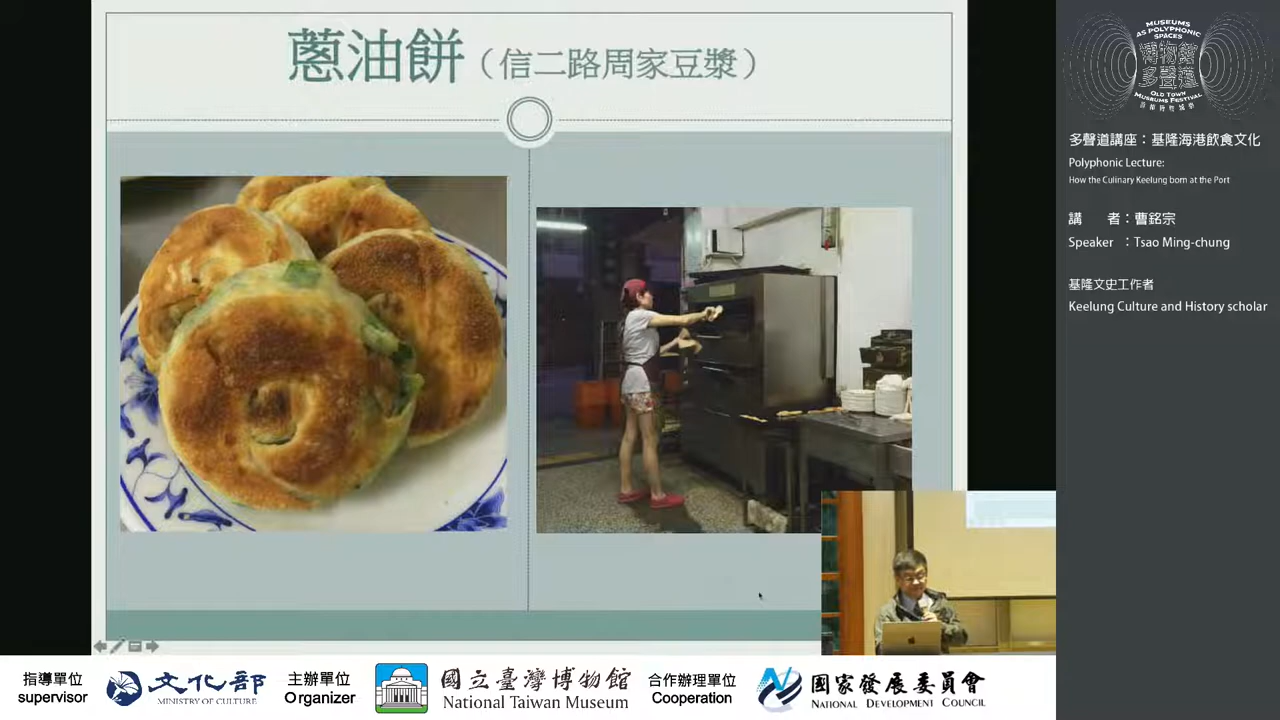 蔥油餅（信二路周家豆漿）
MUSEUMS
AS POLYPHONIC
SPACES
博物館
多聲道
OLD TOWN
MUSEUMS FESTIVAL
多聲道講座：基隆海港飲食文化
Polyphonic Lecture:
How the Culinary Keelung born at the Port
講 者：曹銘宗
Speaker ：Tsao Ming-chung
基隆文史工作者
Keelung Culture and History scholar
指導單位
supervisor
文化部
MINISTRY OF CULTURE
主辦單位
Organizer
國立臺灣博物館
National Taiwan Museum
合作辦理單位
Cooperation
國家發展委員會
NATIONAL DEVELOPMENT COUNCIL